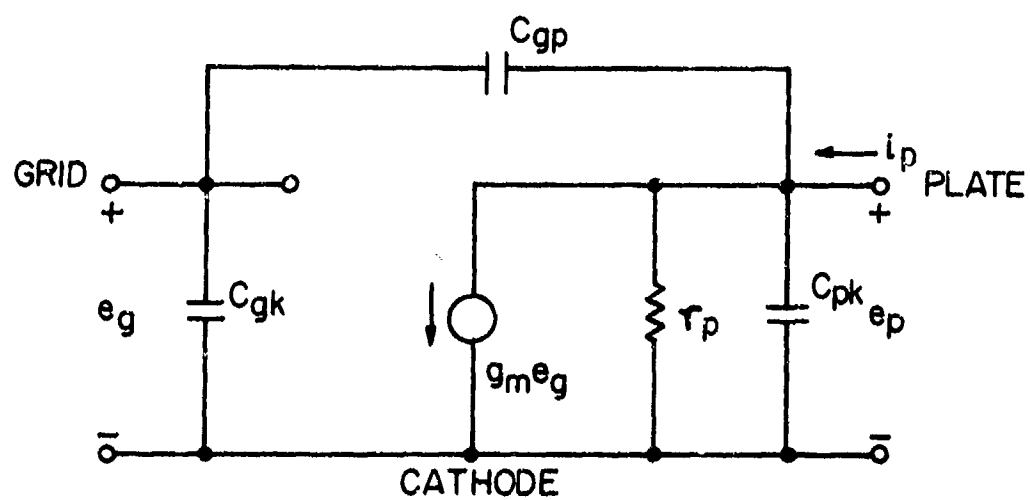 Cgp
ip
GRID
PLATE
+
+
eg
Cgk
gmeg
rp
Cpk
ep
-
-
CATHODE